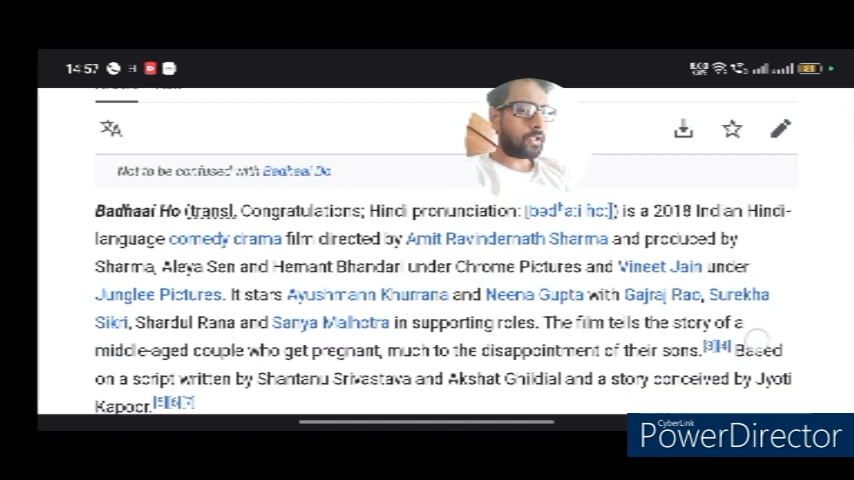 14:57
Not to be confused with Badhaai Do
Badhaai Ho (transl. Congratulations; Hindi pronunciation: [bədʱaːi hoː]) is a 2018 Indian Hindi-
language comedy drama film directed by Amit Ravindernath Sharma and produced by
Sharma, Aleya Sen and Hemant Bhandari under Chrome Pictures and Vineet Jain under
Junglee Pictures. It stars Ayushmann Khurrana and Neena Gupta with Gajraj Rao, Surekha
Sikri, Shardul Rana and Sanya Malhotra in supporting roles. The film tells the story of a
middle-aged couple who get pregnant, much to the disappointment of their sons.[3][4] Based
on a script written by Shantanu Srivastava and Akshat Ghildial and a story conceived by Jyoti
Kapoor.[5][6][7]
CyberLink
PowerDirector